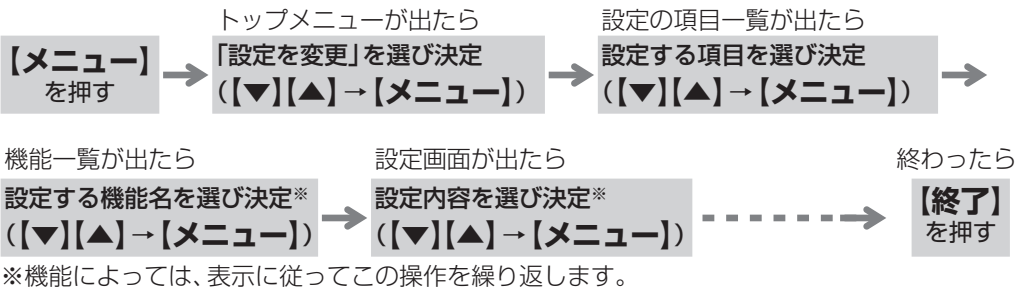 トップメニューが出たら
設定の項目一覧が出たら
【メニュー】
を押す
「設定を変更」を選び決定
(【▼】【▲】→【メニュー】)
設定する項目を選び決定
(【▼】【▲】→【メニュー】)
機能一覧が出たら
設定画面が出たら
終わったら
設定する機能名を選び決定※
(【▼】【▲】→【メニュー】)
設定内容を選び決定※
(【▼】【▲】→【メニュー】)
【終了】
を押す
※機能によっては、表示に従ってこの操作を繰り返します。